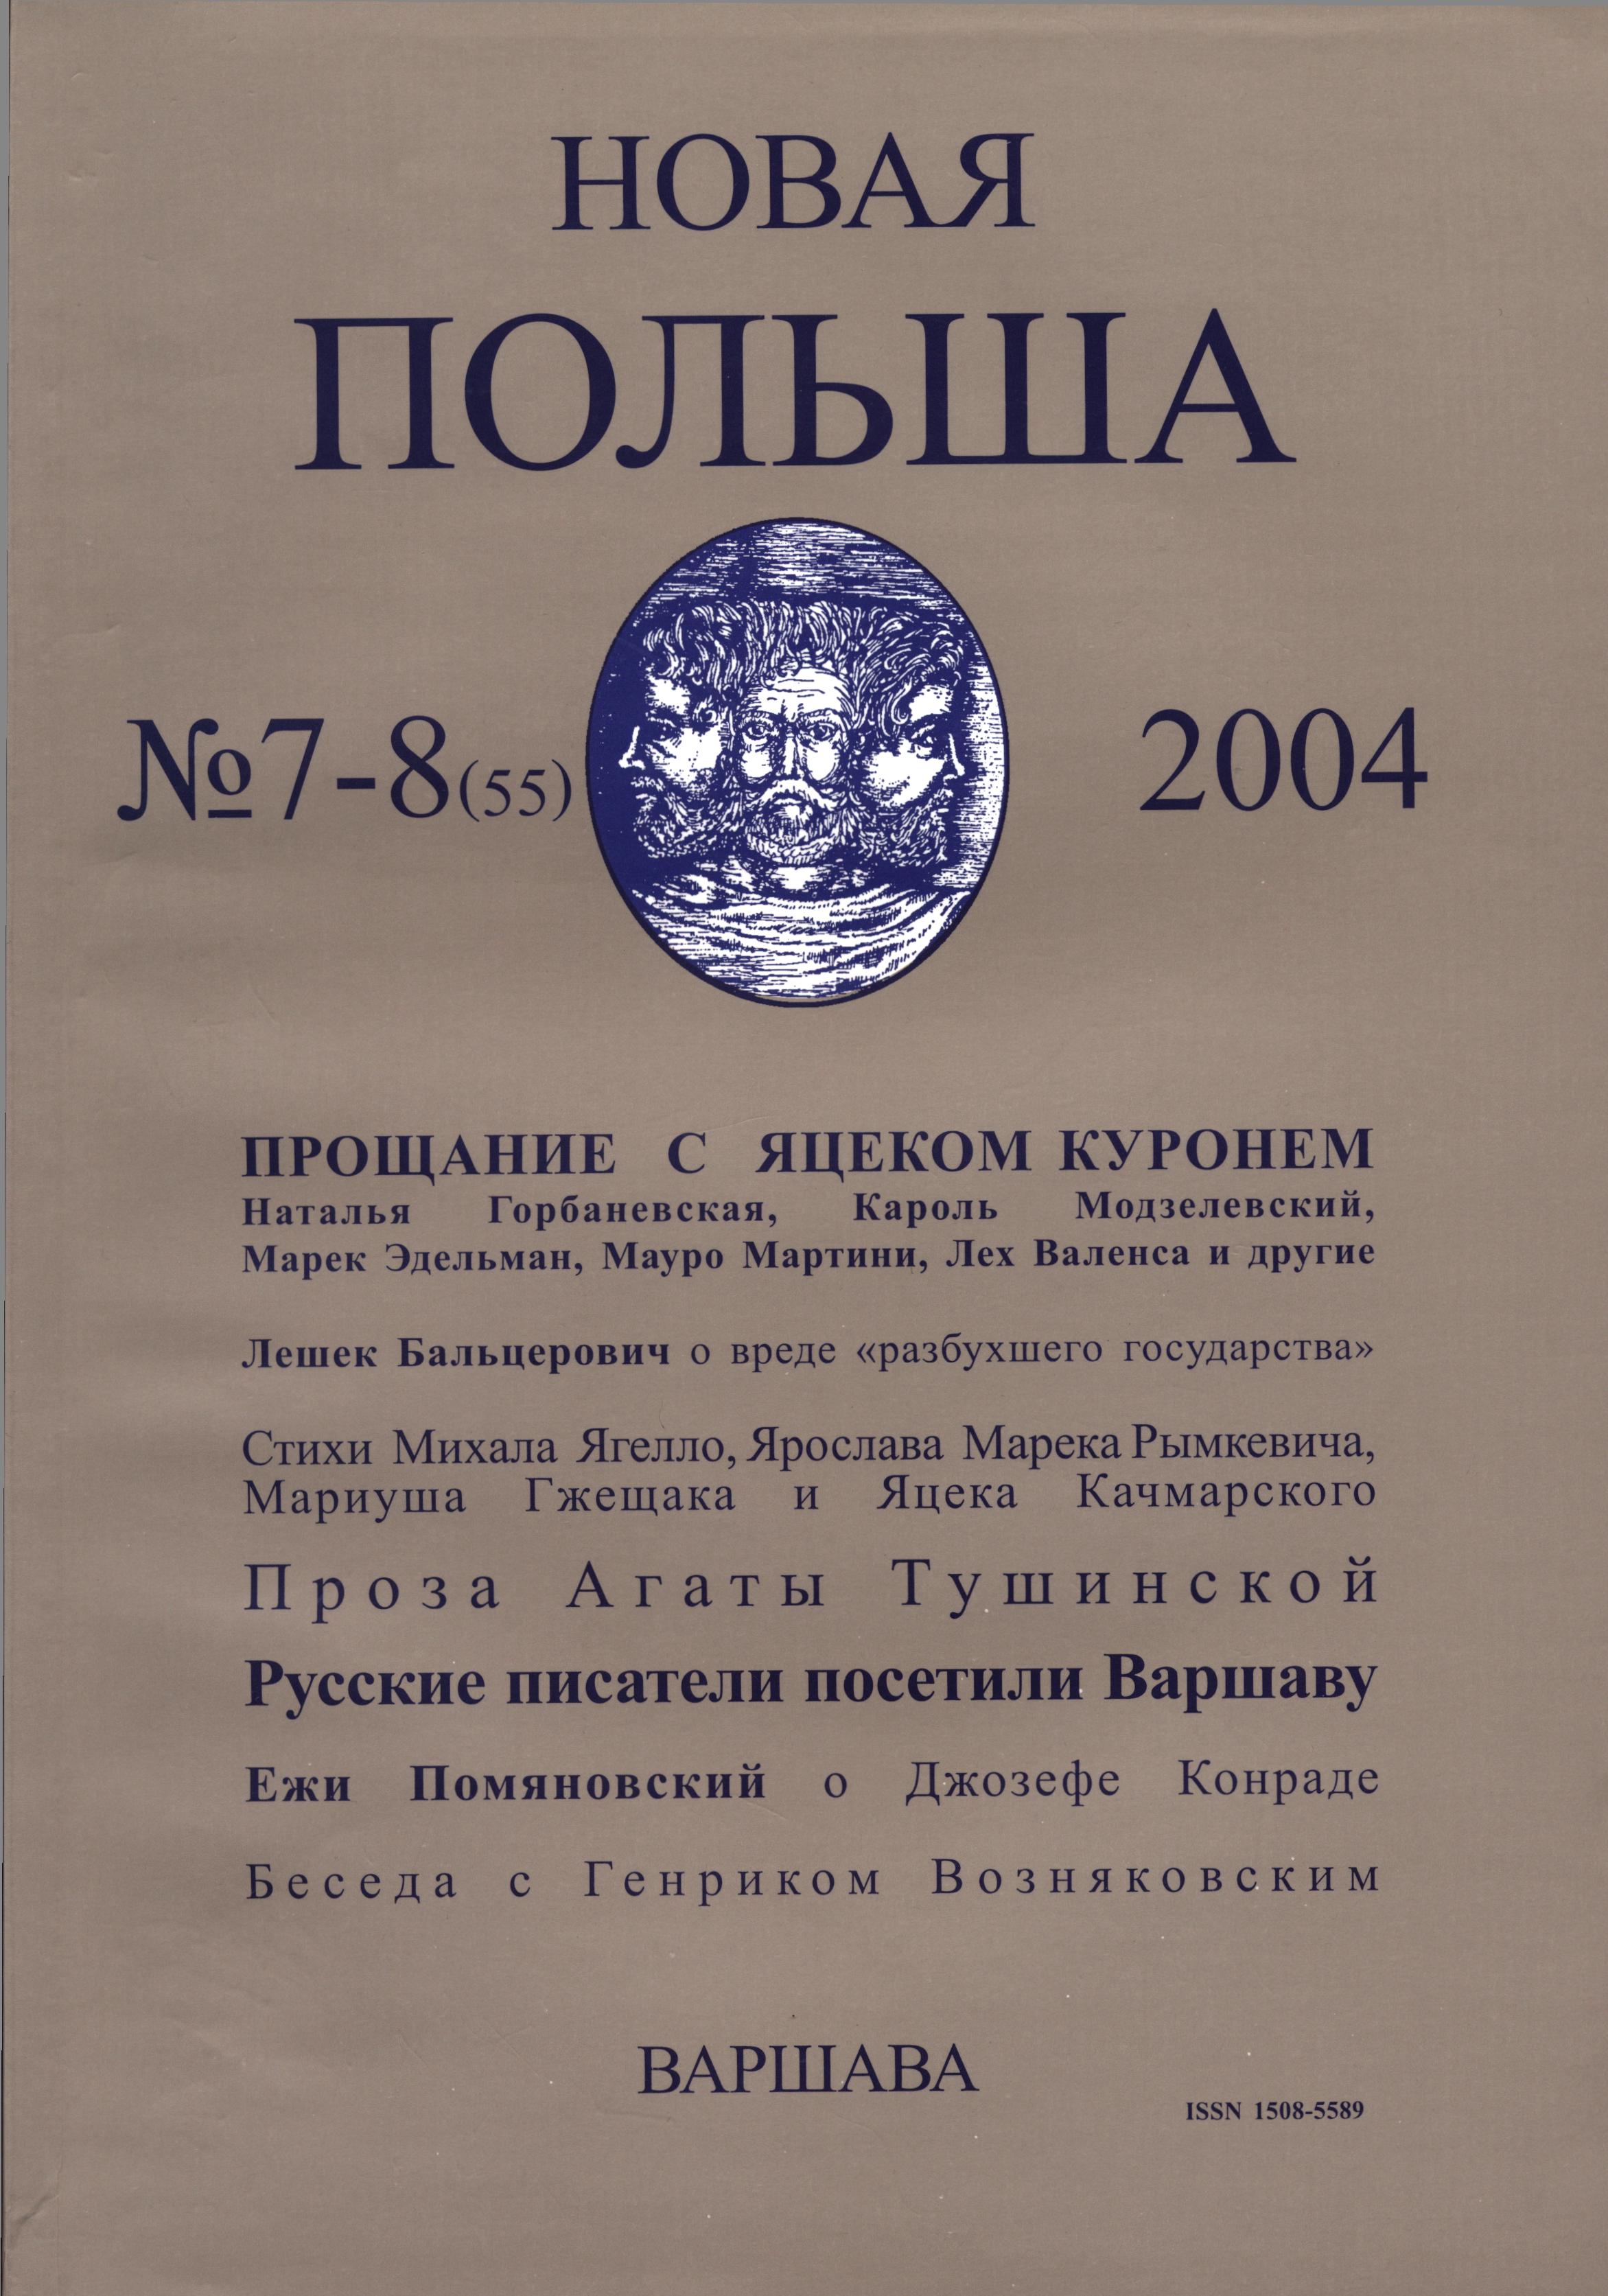 НОВАЯ
ПОЛЬША
№7-8(55)
2004
ПРОЩАНИЕ С ЯЦЕКОМ КУРОНЕМ
Наталья Горбаневская, Кароль Модзелевский,
Марек Эдельман, Мауро Мартини, Лех Валенса и другие
Лешек Бальцерович о вреде «разбухшего государства»
Стихи Михала Ягелло, Ярослава Марека Рымкевича,
Мариуша Гжещака и Яцека Качмарского
Проза Агаты Тушинской
Русские писатели посетили Варшаву
Ежи Помяновский о Джозефе Конраде
Беседа с Генриком Возняковским
ВАРШАВА
ISSN 1508-5589